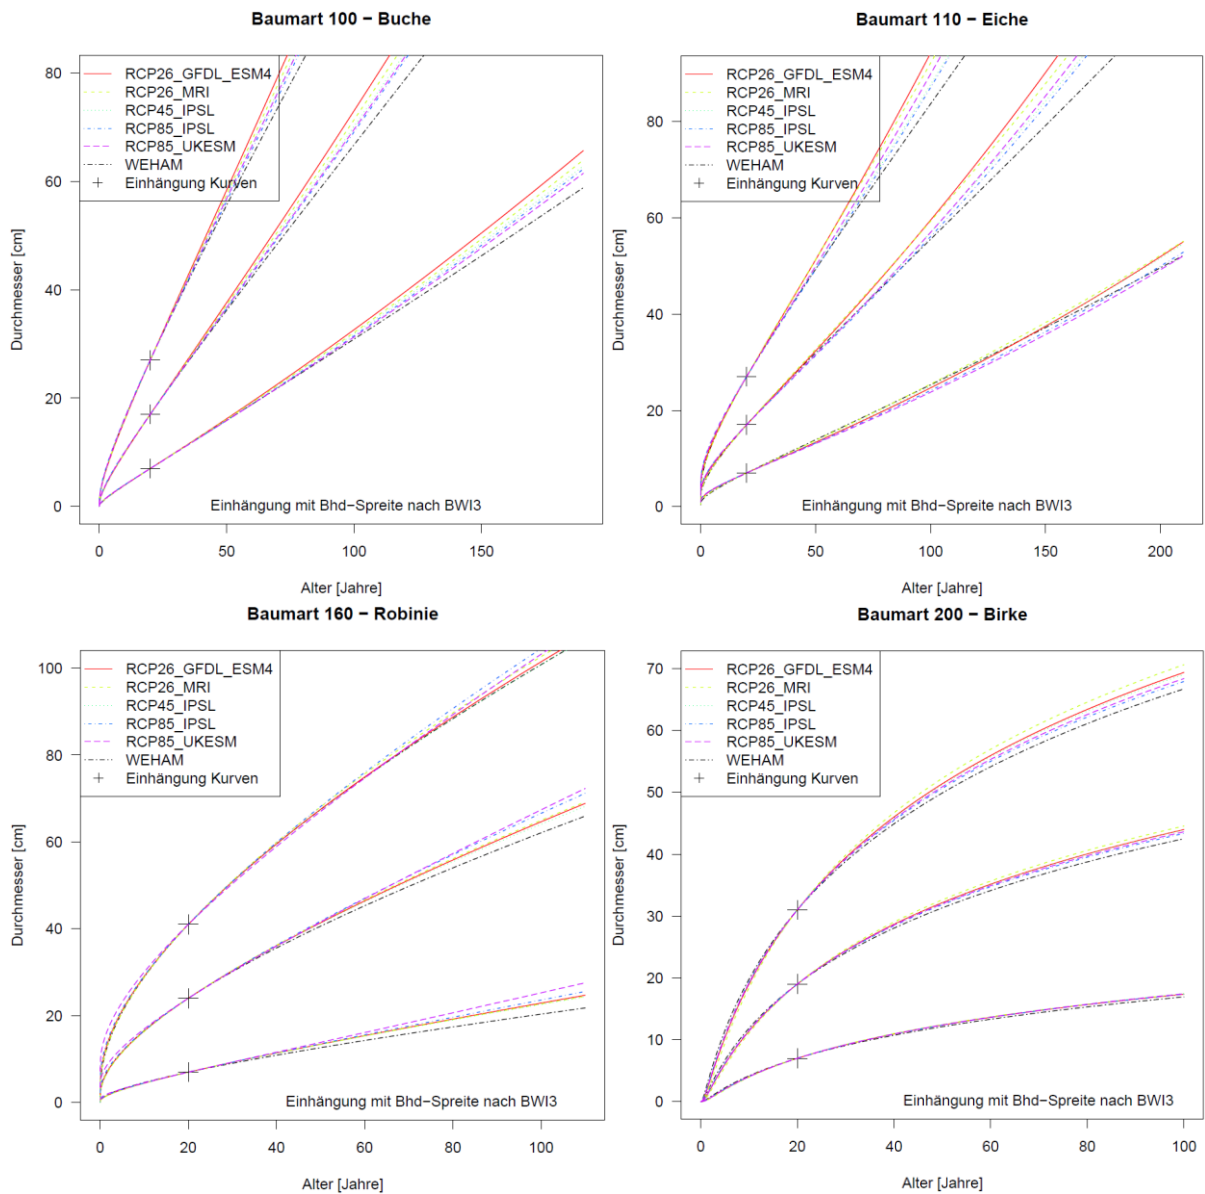 Baumart 100 − Buche
80
60
40
20
0
Durchmesser [cm]
RCP26_GFDL_ESM4
RCP26_MRI
RCP45_IPSL
RCP85_IPSL
RCP85_UKESM
WEHAM
Einhängung Kurven
Einhängung mit Bhd−Spreite nach BWI3
0 50 100 150
Alter [Jahre]
Baumart 110 − Eiche
80
60
40
20
0
Durchmesser [cm]
RCP26_GFDL_ESM4
RCP26_MRI
RCP45_IPSL
RCP85_IPSL
RCP85_UKESM
WEHAM
Einhängung Kurven
Einhängung mit Bhd−Spreite nach BWI3
0 50 100 150 200
Alter [Jahre]
Baumart 160 − Robinie
100
80
60
40
20
0
Durchmesser [cm]
RCP26_GFDL_ESM4
RCP26_MRI
RCP45_IPSL
RCP85_IPSL
RCP85_UKESM
WEHAM
Einhängung Kurven
Einhängung mit Bhd−Spreite nach BWI3
0 20 40 60 80 100
Alter [Jahre]
Baumart 200 − Birke
70
60
50
40
30
20
10
0
Durchmesser [cm]
RCP26_GFDL_ESM4
RCP26_MRI
RCP45_IPSL
RCP85_IPSL
RCP85_UKESM
WEHAM
Einhängung Kurven
Einhängung mit Bhd−Spreite nach BWI3
0 20 40 60 80 100
Alter [Jahre]